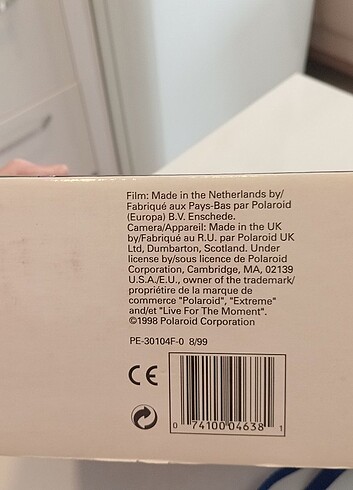 Film: Made in the Netherlands by/
Fabriqué aux Pays-Bas par Polaroid
(Europa) B.V. Enschede.
Camera/Appareil: Made in the UK
by/Fabriqué au R.U. par Polaroid UK
Ltd, Dumbarton, Scotland. Under
license by/sous licence de Polaroid
Corporation, Cambridge, MA, 02139
U.S.A./E.U., owner of the trademark/
propriétire de la marque de
commerce "Polaroid", "Extreme"
and/et "Live For The Moment".
©1998 Polaroid Corporation
PE-30104F-0 8/99
CE
0 74100 04638 1